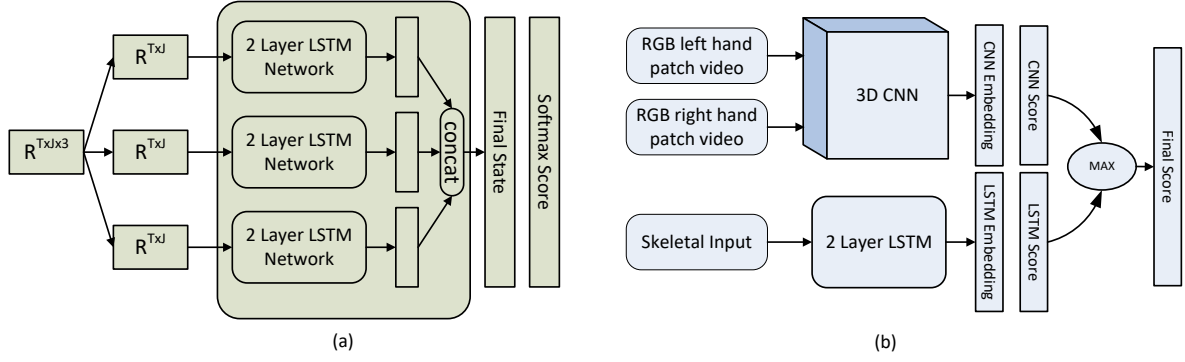 R^TxJx3
R^TxJ
R^TxJ
R^TxJ
2 Layer LSTM
Network
2 Layer LSTM
Network
2 Layer LSTM
Network
concat
Final State
Softmax Score
(a)
RGB left hand
patch video
RGB right hand
patch video
3D CNN
CNN Embedding
CNN Score
Skeletal Input
2 Layer LSTM
LSTM Embedding
LSTM Score
MAX
Final Score
(b)